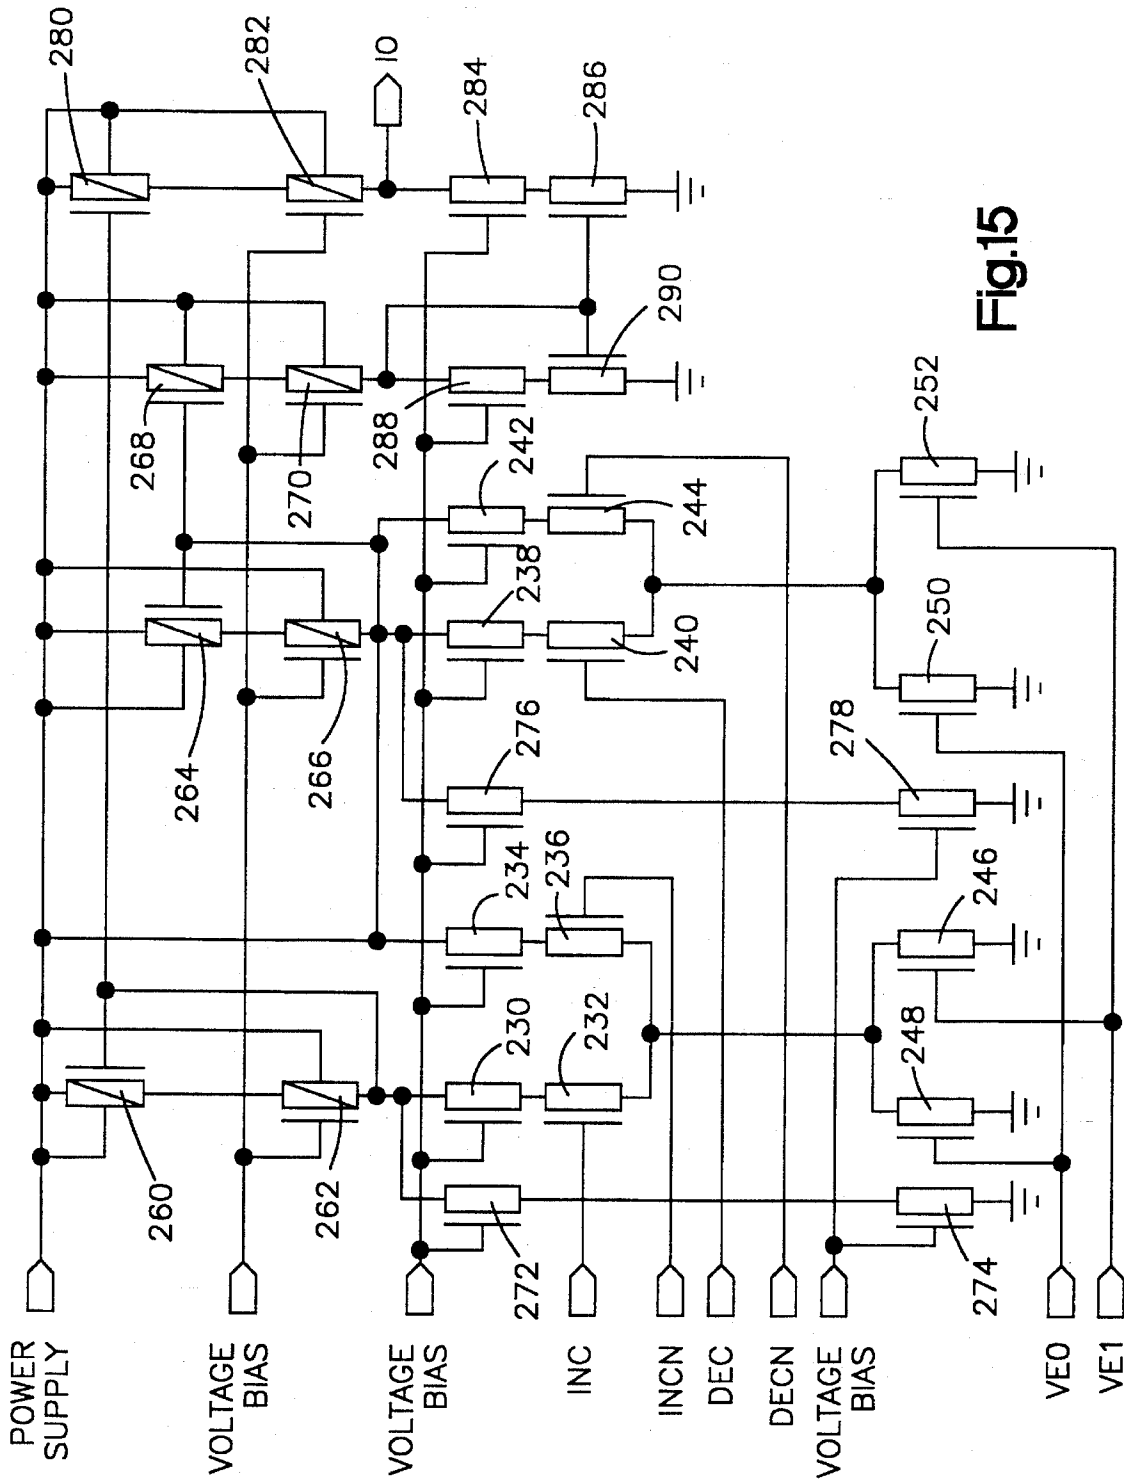 280
282
IO
284
286
268
270
288
290
242
244
252
264
266
238
240
250
276
278
234
236
246
230
232
248
260
262
272
274
POWER
SUPPLY
VOLTAGE
BIAS
VOLTAGE
BIAS
INC
INCN
DEC
DECN
VOLTAGE
BIAS
VE0
VE1
Fig.15